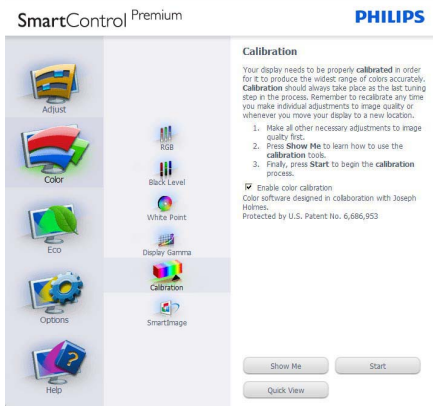 SmartControl Premium
PHILIPS
Adjust
Color
Eco
Options
Help
RGB
Black Level
White Point
Display Gamma
Calibration
SmartImage
Calibration
Your display needs to be properly calibrated in order
for it to produce the widest range of colors accurately.
Calibration should always take place as the last tuning
step in the process. Remember to recalibrate any time
you make individual adjustments to image quality or
whenever you move your display to a new location.
1. Make all other necessary adjustments to image
quality first.
2. Press Show Me to learn how to use the
calibration tools.
3. Finally, press Start to begin the calibration
process.
Enable color calibration
Color software designed in collaboration with Joseph
Holmes.
Protected by U.S. Patent No. 6,686,953
Show Me
Start
Quick View